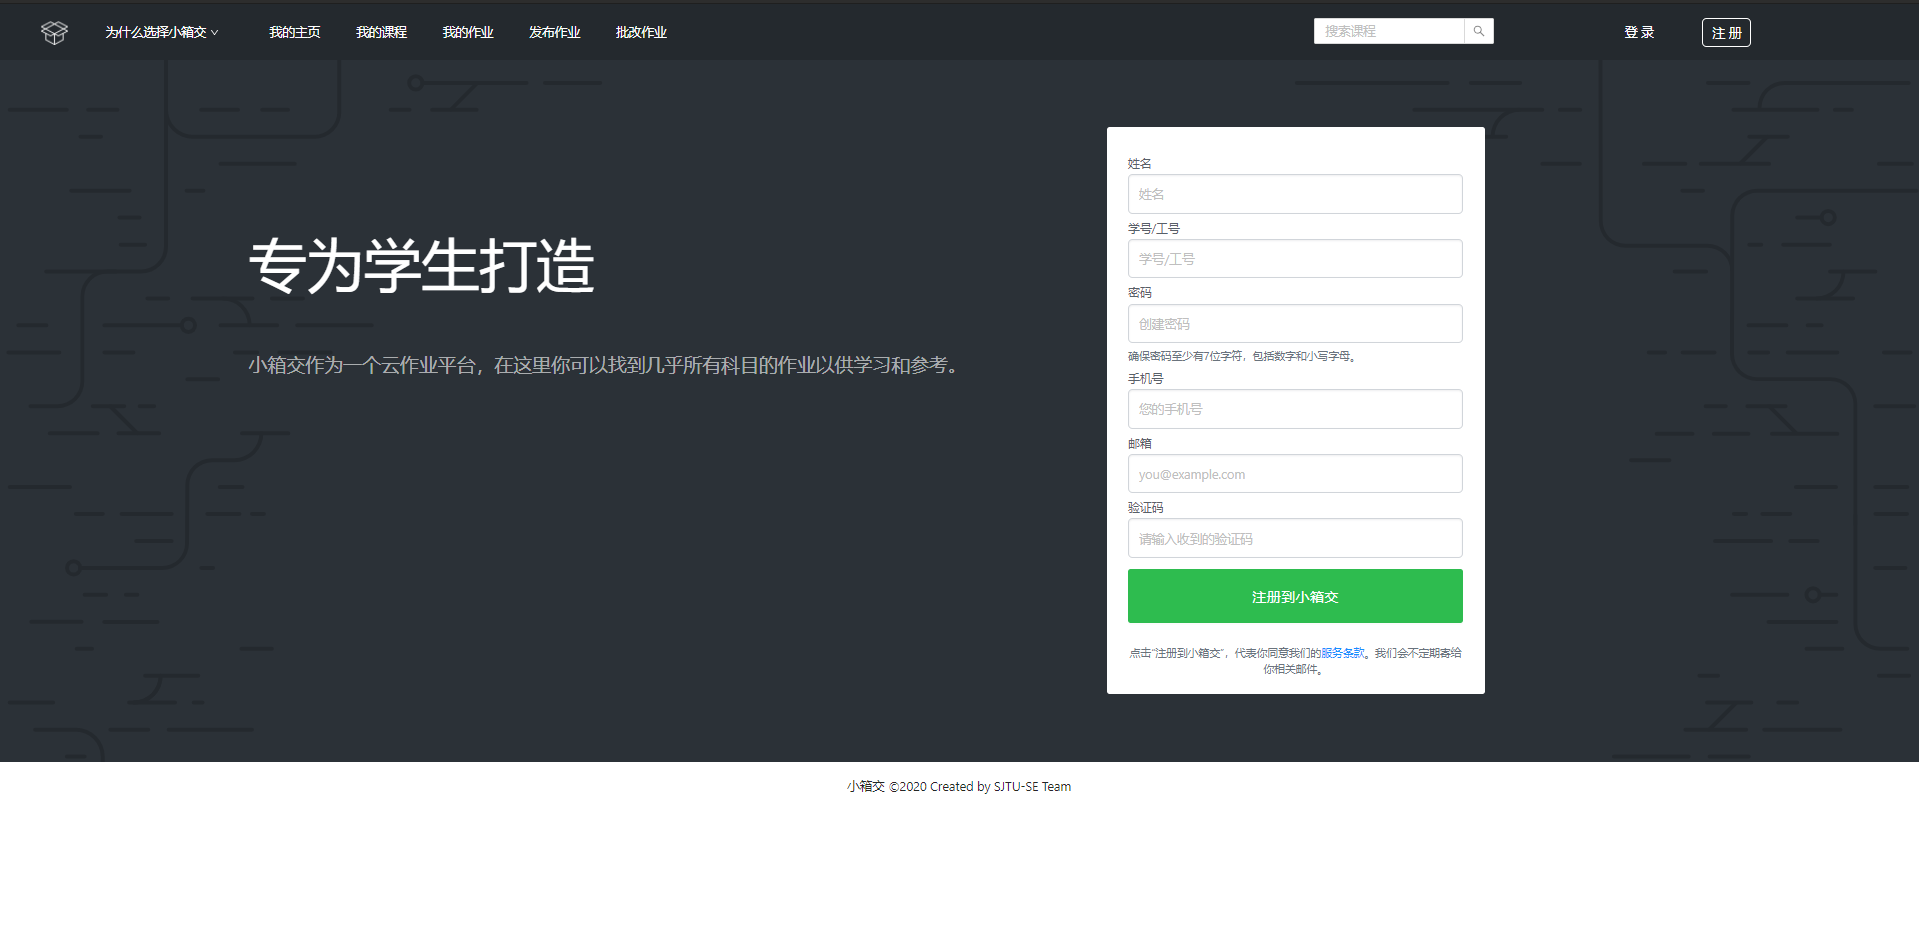 为什么选择小箱交
我的主页
我的课程
我的作业
发布作业
批改作业
搜索课程
登 录
注 册
专为学生打造
小箱交作为一个云作业平台，在这里你可以找到几乎所有科目的作业以供学习和参考。
姓名
姓名
学号/工号
学号/工号
密码
创建密码
确保密码至少有7位字符，包括数字和小写字母。
手机号
您的手机号
邮箱
you@example.com
验证码
请输入收到的验证码
注册到小箱交
点击“注册到小箱交”，代表你同意我们的服务条款。我们会不定期寄给
你相关邮件。
小箱交 ©2020 Created by SJTU-SE Team